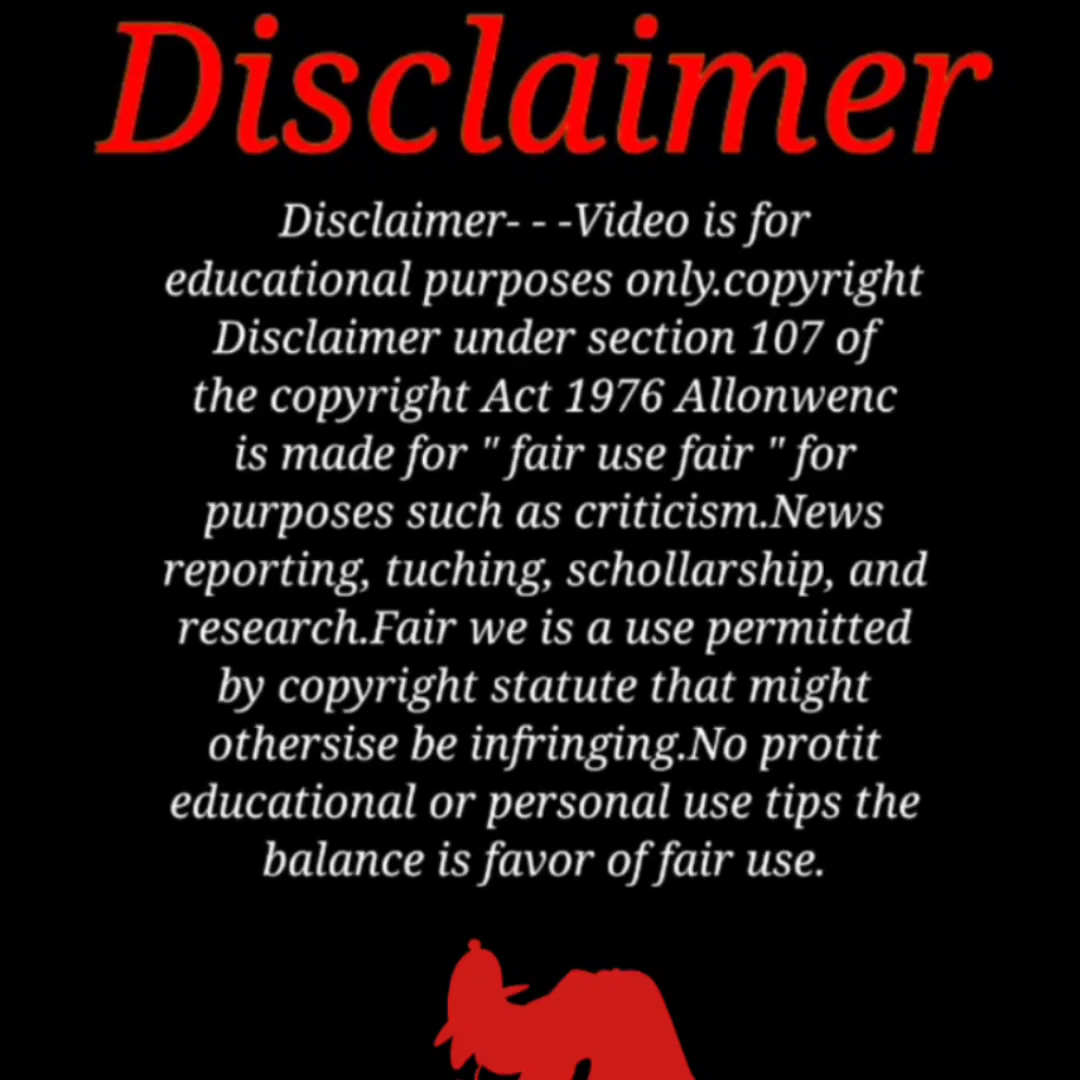 Disclaimer
Disclaimer- - -Video is for
educational purposes only.copyright
Disclaimer under section 107 of
the copyright Act 1976 Allonwenc
is made for " fair use fair " for
purposes such as criticism.News
reporting, tuching, schollarship, and
research.Fair we is a use permitted
by copyright statute that might
othersise be infringing.No protit
educational or personal use tips the
balance is favor of fair use.